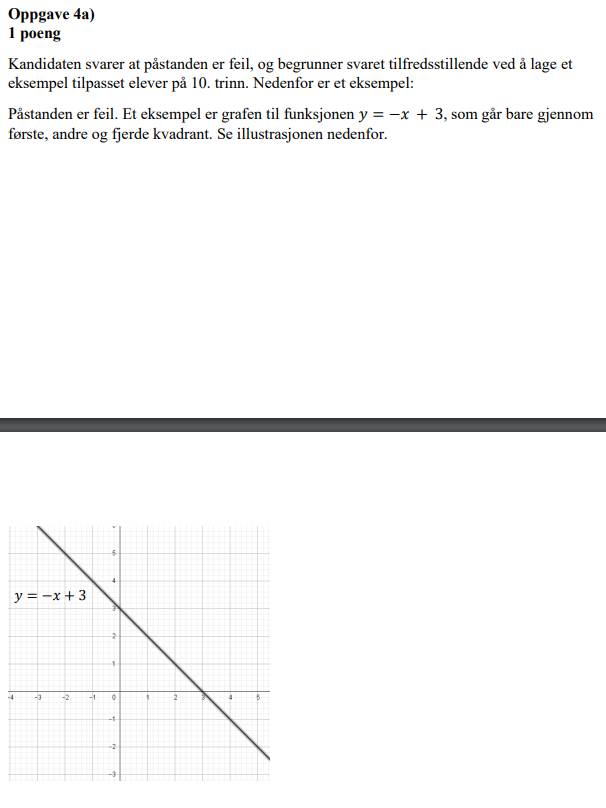 Oppgave 4a)
1 poeng
Kandidaten svarer at påstanden er feil, og begrunner svaret tilfredsstillende ved å lage et
eksempel tilpasset elever på 10. trinn. Nedenfor er et eksempel:
Påstanden er feil. Et eksempel er grafen til funksjonen y = −x + 3, som går bare gjennom
første, andre og fjerde kvadrant. Se illustrasjonen nedenfor.
5
4
y = −x + 3
3
2
1
-4 -3 -2 -1 0 1 2 3 4 5
-1
-2
-3